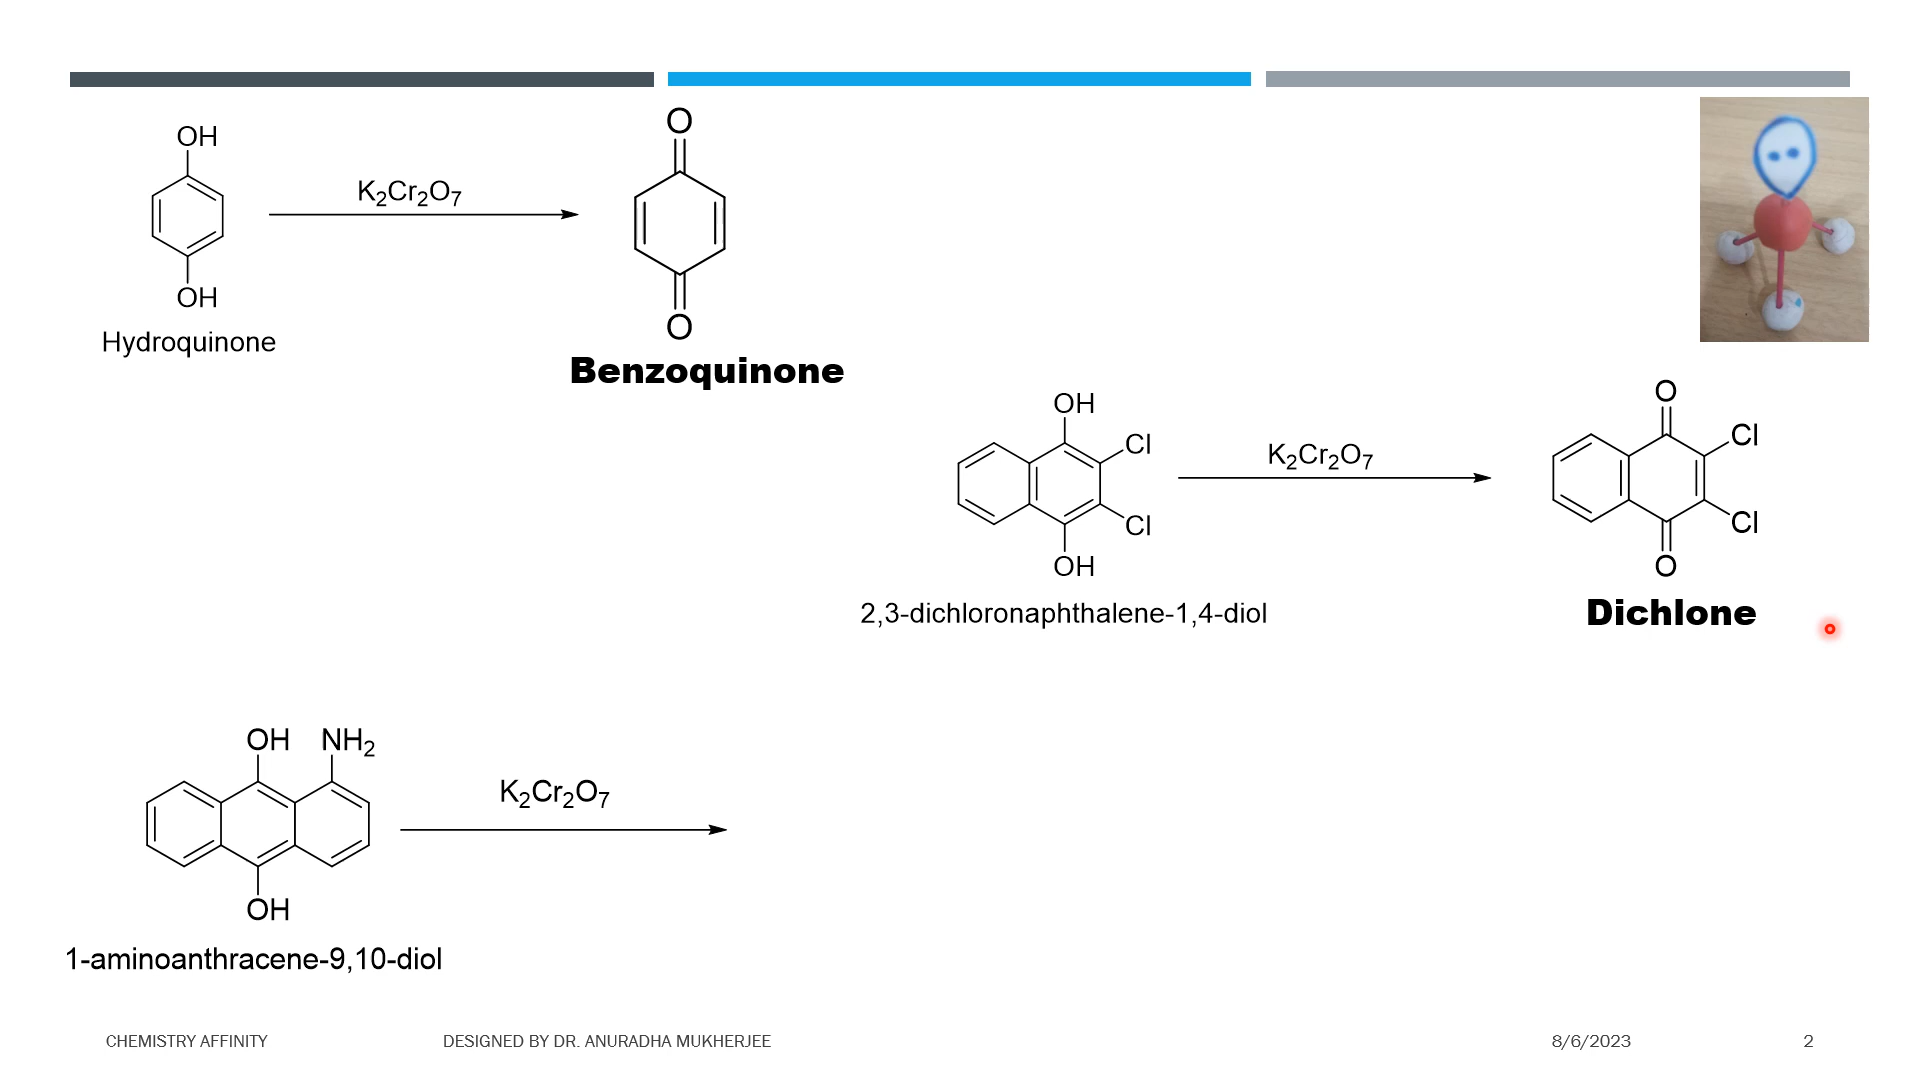 OH
OH
Hydroquinone
K2Cr2O7
O
O
Benzoquinone
OH
Cl
Cl
OH
2,3-dichloronaphthalene-1,4-diol
K2Cr2O7
O
Cl
Cl
O
Dichlone
OH NH2
OH
1-aminoanthracene-9,10-diol
K2Cr2O7
CHEMISTRY AFFINITY DESIGNED BY DR. ANURADHA MUKHERJEE 8/6/2023 2